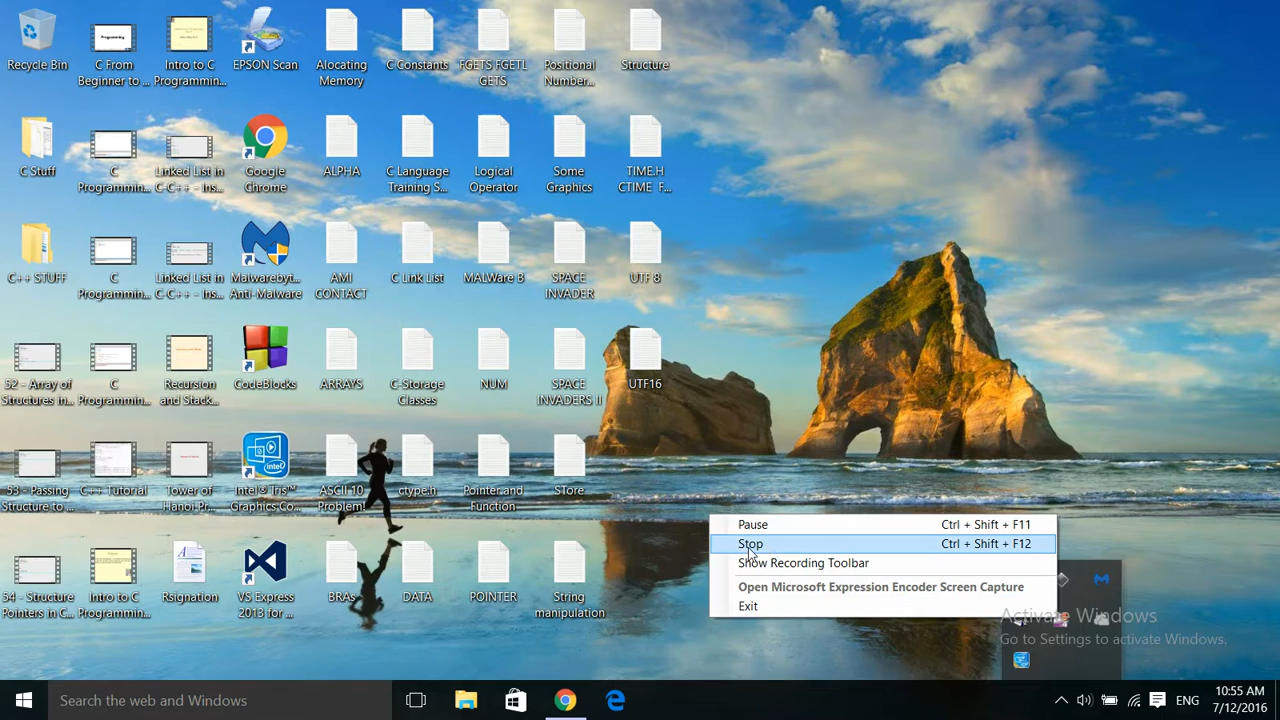 Recycle Bin
C From
Beginner to ...
Programming
Intro to C
Programmin...
EPSON Scan
Alocating
Memory
C Constants
FGETS FGETL
GETS
Positional
Number...
Structure
C Stuff
C
Programmin...
Linked List in
C-C++ - Ins...
Google
Chrome
ALPHA
C Language
Training S...
Logical
Operator
Some
Graphics
TIME.H
CTIME F...
C++ STUFF
C
Programmin...
Linked List in
C-C++ - Ins...
Malwarebyt...
Anti-Malware
AMI
CONTACT
C Link List
MALWare B
SPACE
INVADER
UTF 8
52 - Array of
Structures in...
C
Programmin...
Recursion
and Stack...
CodeBlocks
ARRAYS
C-Storage
Classes
NUM
SPACE
INVADERS II
UTF16
53 - Passing
Structure to ...
C++ Tutorial
Tower of
Hanoi Pr...
intel
Intel® Iris™
Graphics Co...
ASCII 10
Problem!
ctype.h
Pointer and
Function
STore
54 - Structure
Pointers in C...
Intro to C
Programmin...
Rsignation
VS Express
2013 for ...
BRAs
DATA
POINTER
String
manipulation
Pause Ctrl + Shift + F11
Stop Ctrl + Shift + F12
Show Recording Toolbar
Open Microsoft Expression Encoder Screen Capture
Exit
Activate Windows
Go to Settings to activate Windows.
Search the web and Windows
ENG
10:55 AM
7/12/2016